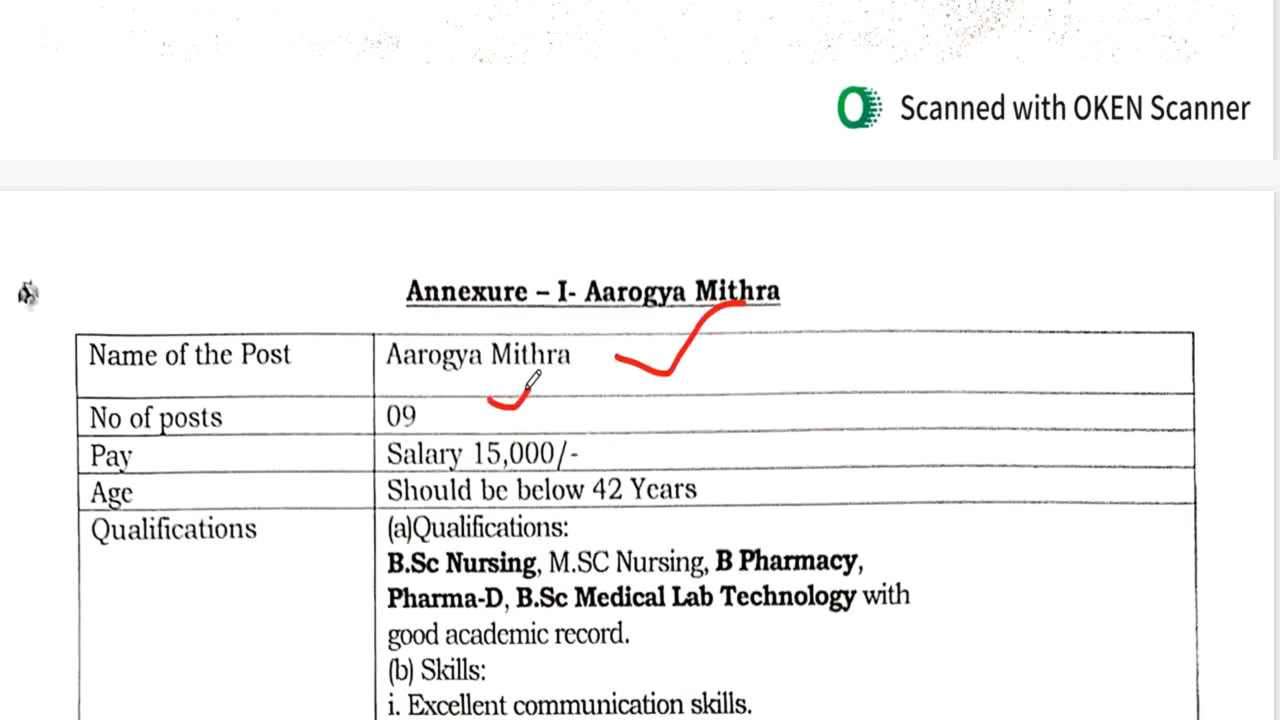 Scanned with OKEN Scanner
Annexure – I- Aarogya Mithra
Name of the Post
Aarogya Mithra
No of posts
09
Pay
Salary 15,000/-
Age
Should be below 42 Years
Qualifications
(a)Qualifications:
B.Sc Nursing, M.SC Nursing, B Pharmacy,
Pharma-D, B.Sc Medical Lab Technology with
good academic record.
(b) Skills:
i. Excellent communication skills.